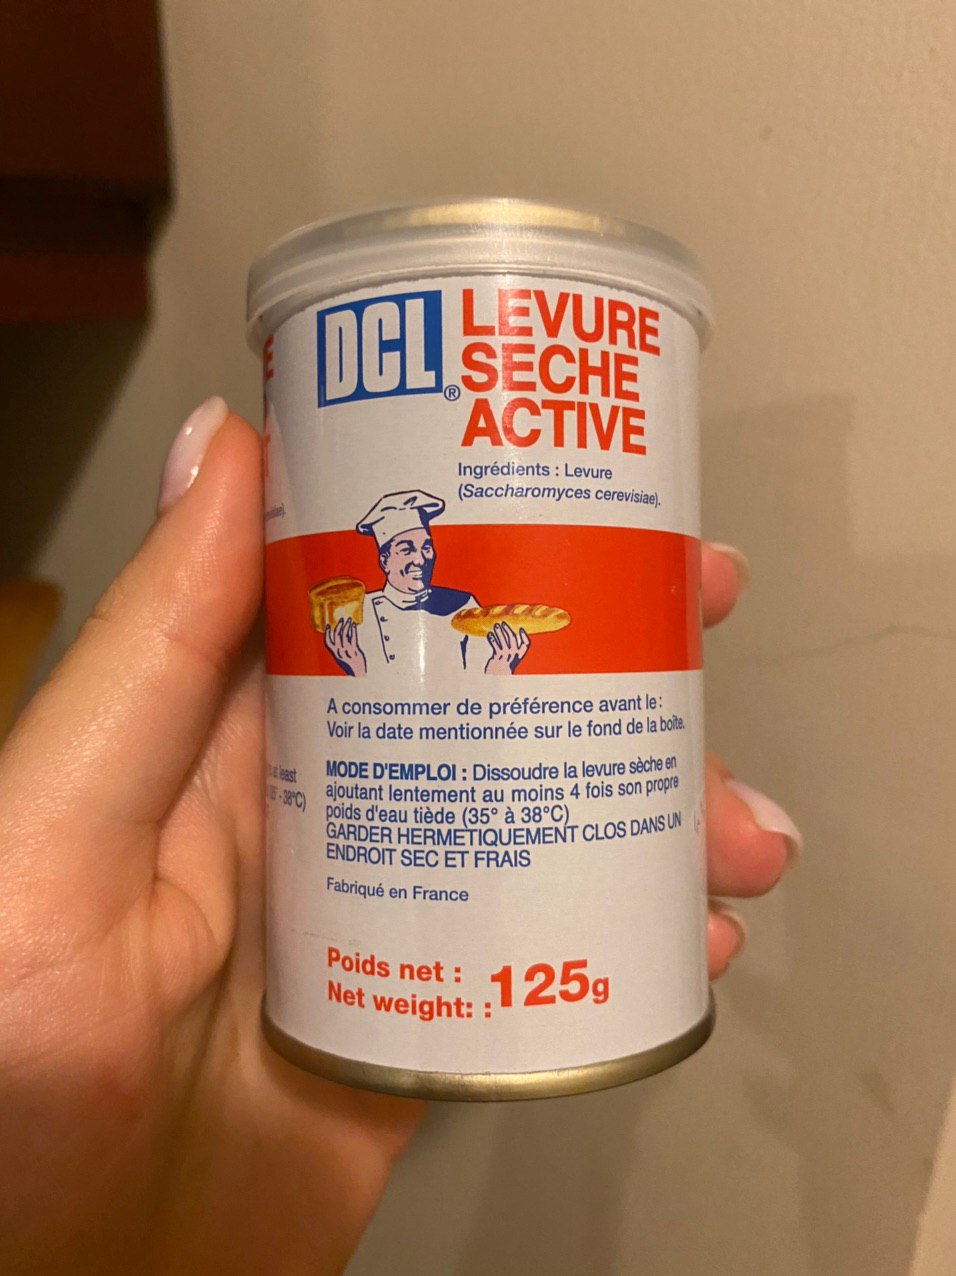 DCL®
LEVURE
SECHE
ACTIVE
Ingrédients : Levure
(Saccharomyces cerevisiae).
A consommer de préférence avant le :
Voir la date mentionnée sur le fond de la boîte.
MODE D'EMPLOI : Dissoudre la levure sèche en
ajoutant lentement au moins 4 fois son propre
poids d'eau tiède (35° à 38°C)
GARDER HERMETIQUEMENT CLOS DANS UN
ENDROIT SEC ET FRAIS
Fabriqué en France
Poids net :
Net weight: :
125g
least
- 38°C)